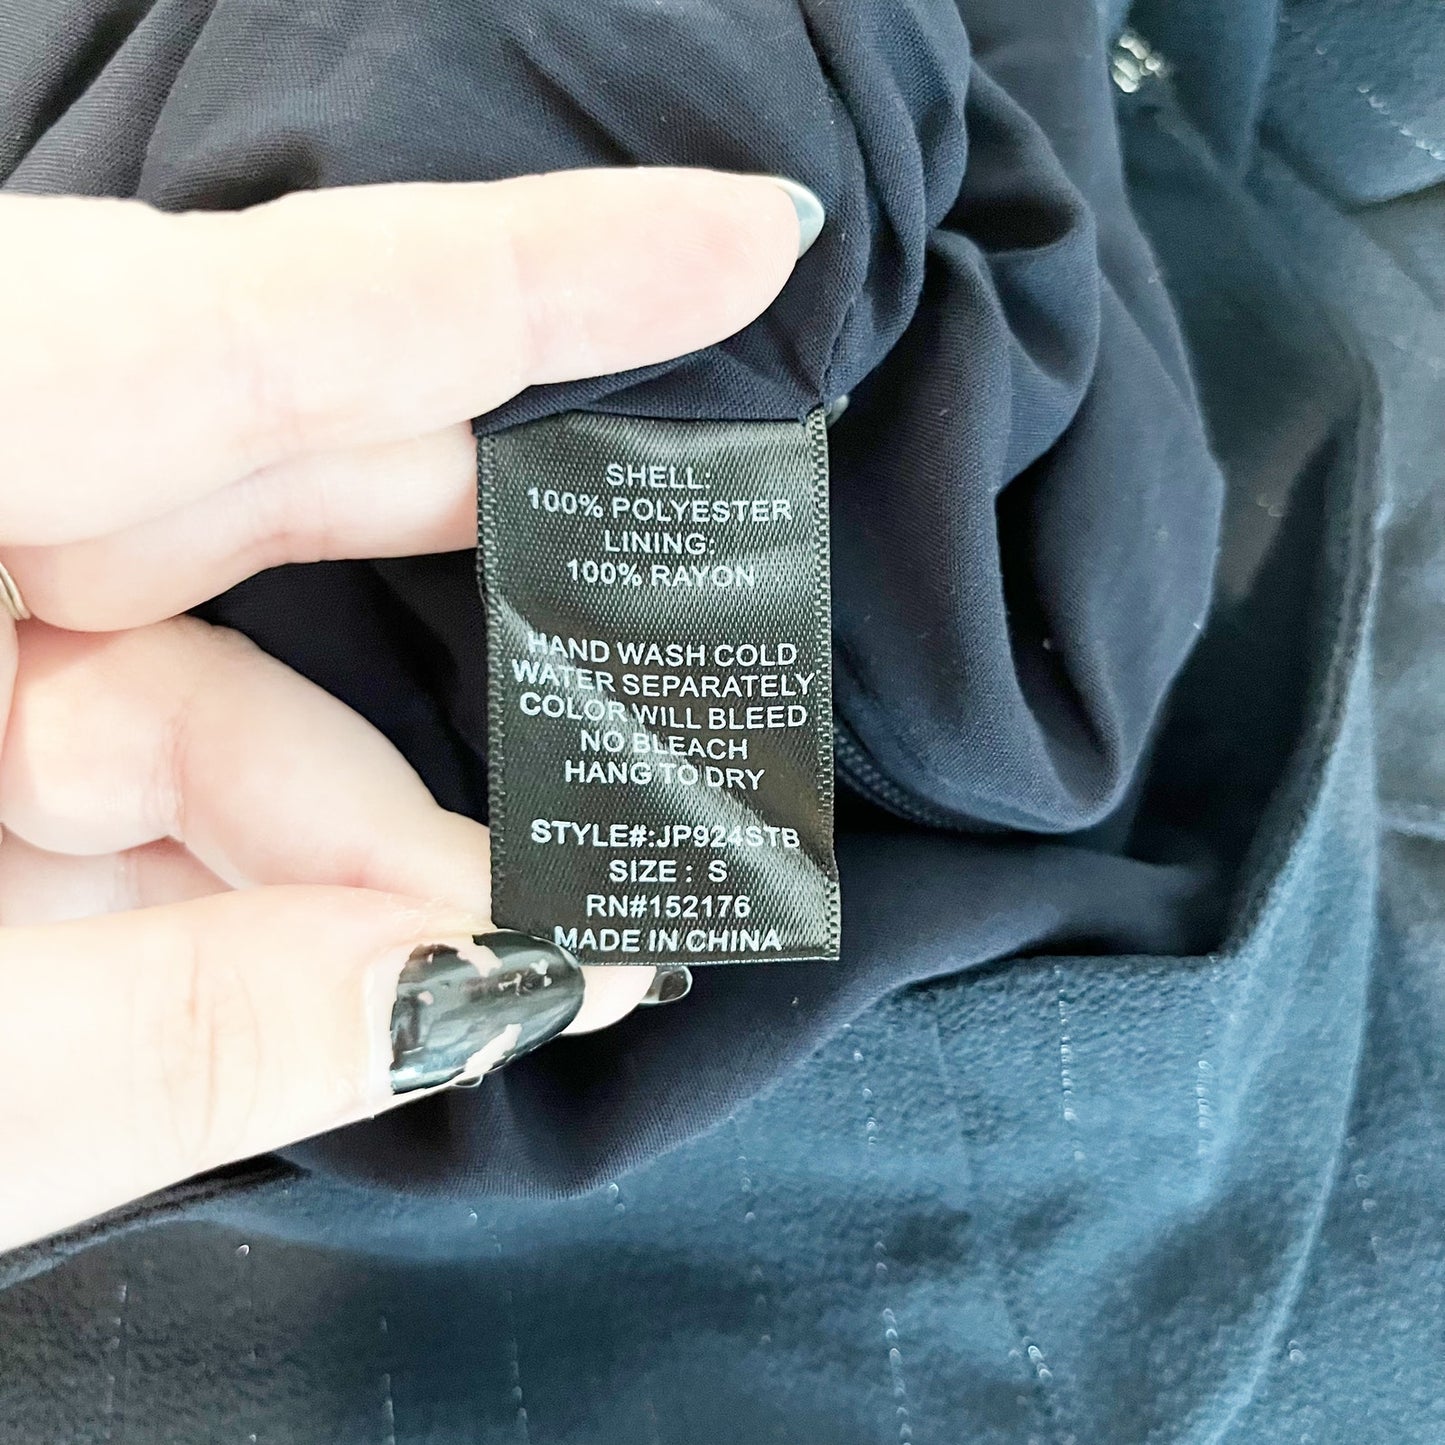 SHELL:
100% POLYESTER
LINING:
100% RAYON
HAND WASH COLD
WATER SEPARATELY
COLOR WILL BLEED
NO BLEACH
HANG TO DRY
STYLE#:JP924STB
SIZE : S
RN#152176
MADE IN CHINA